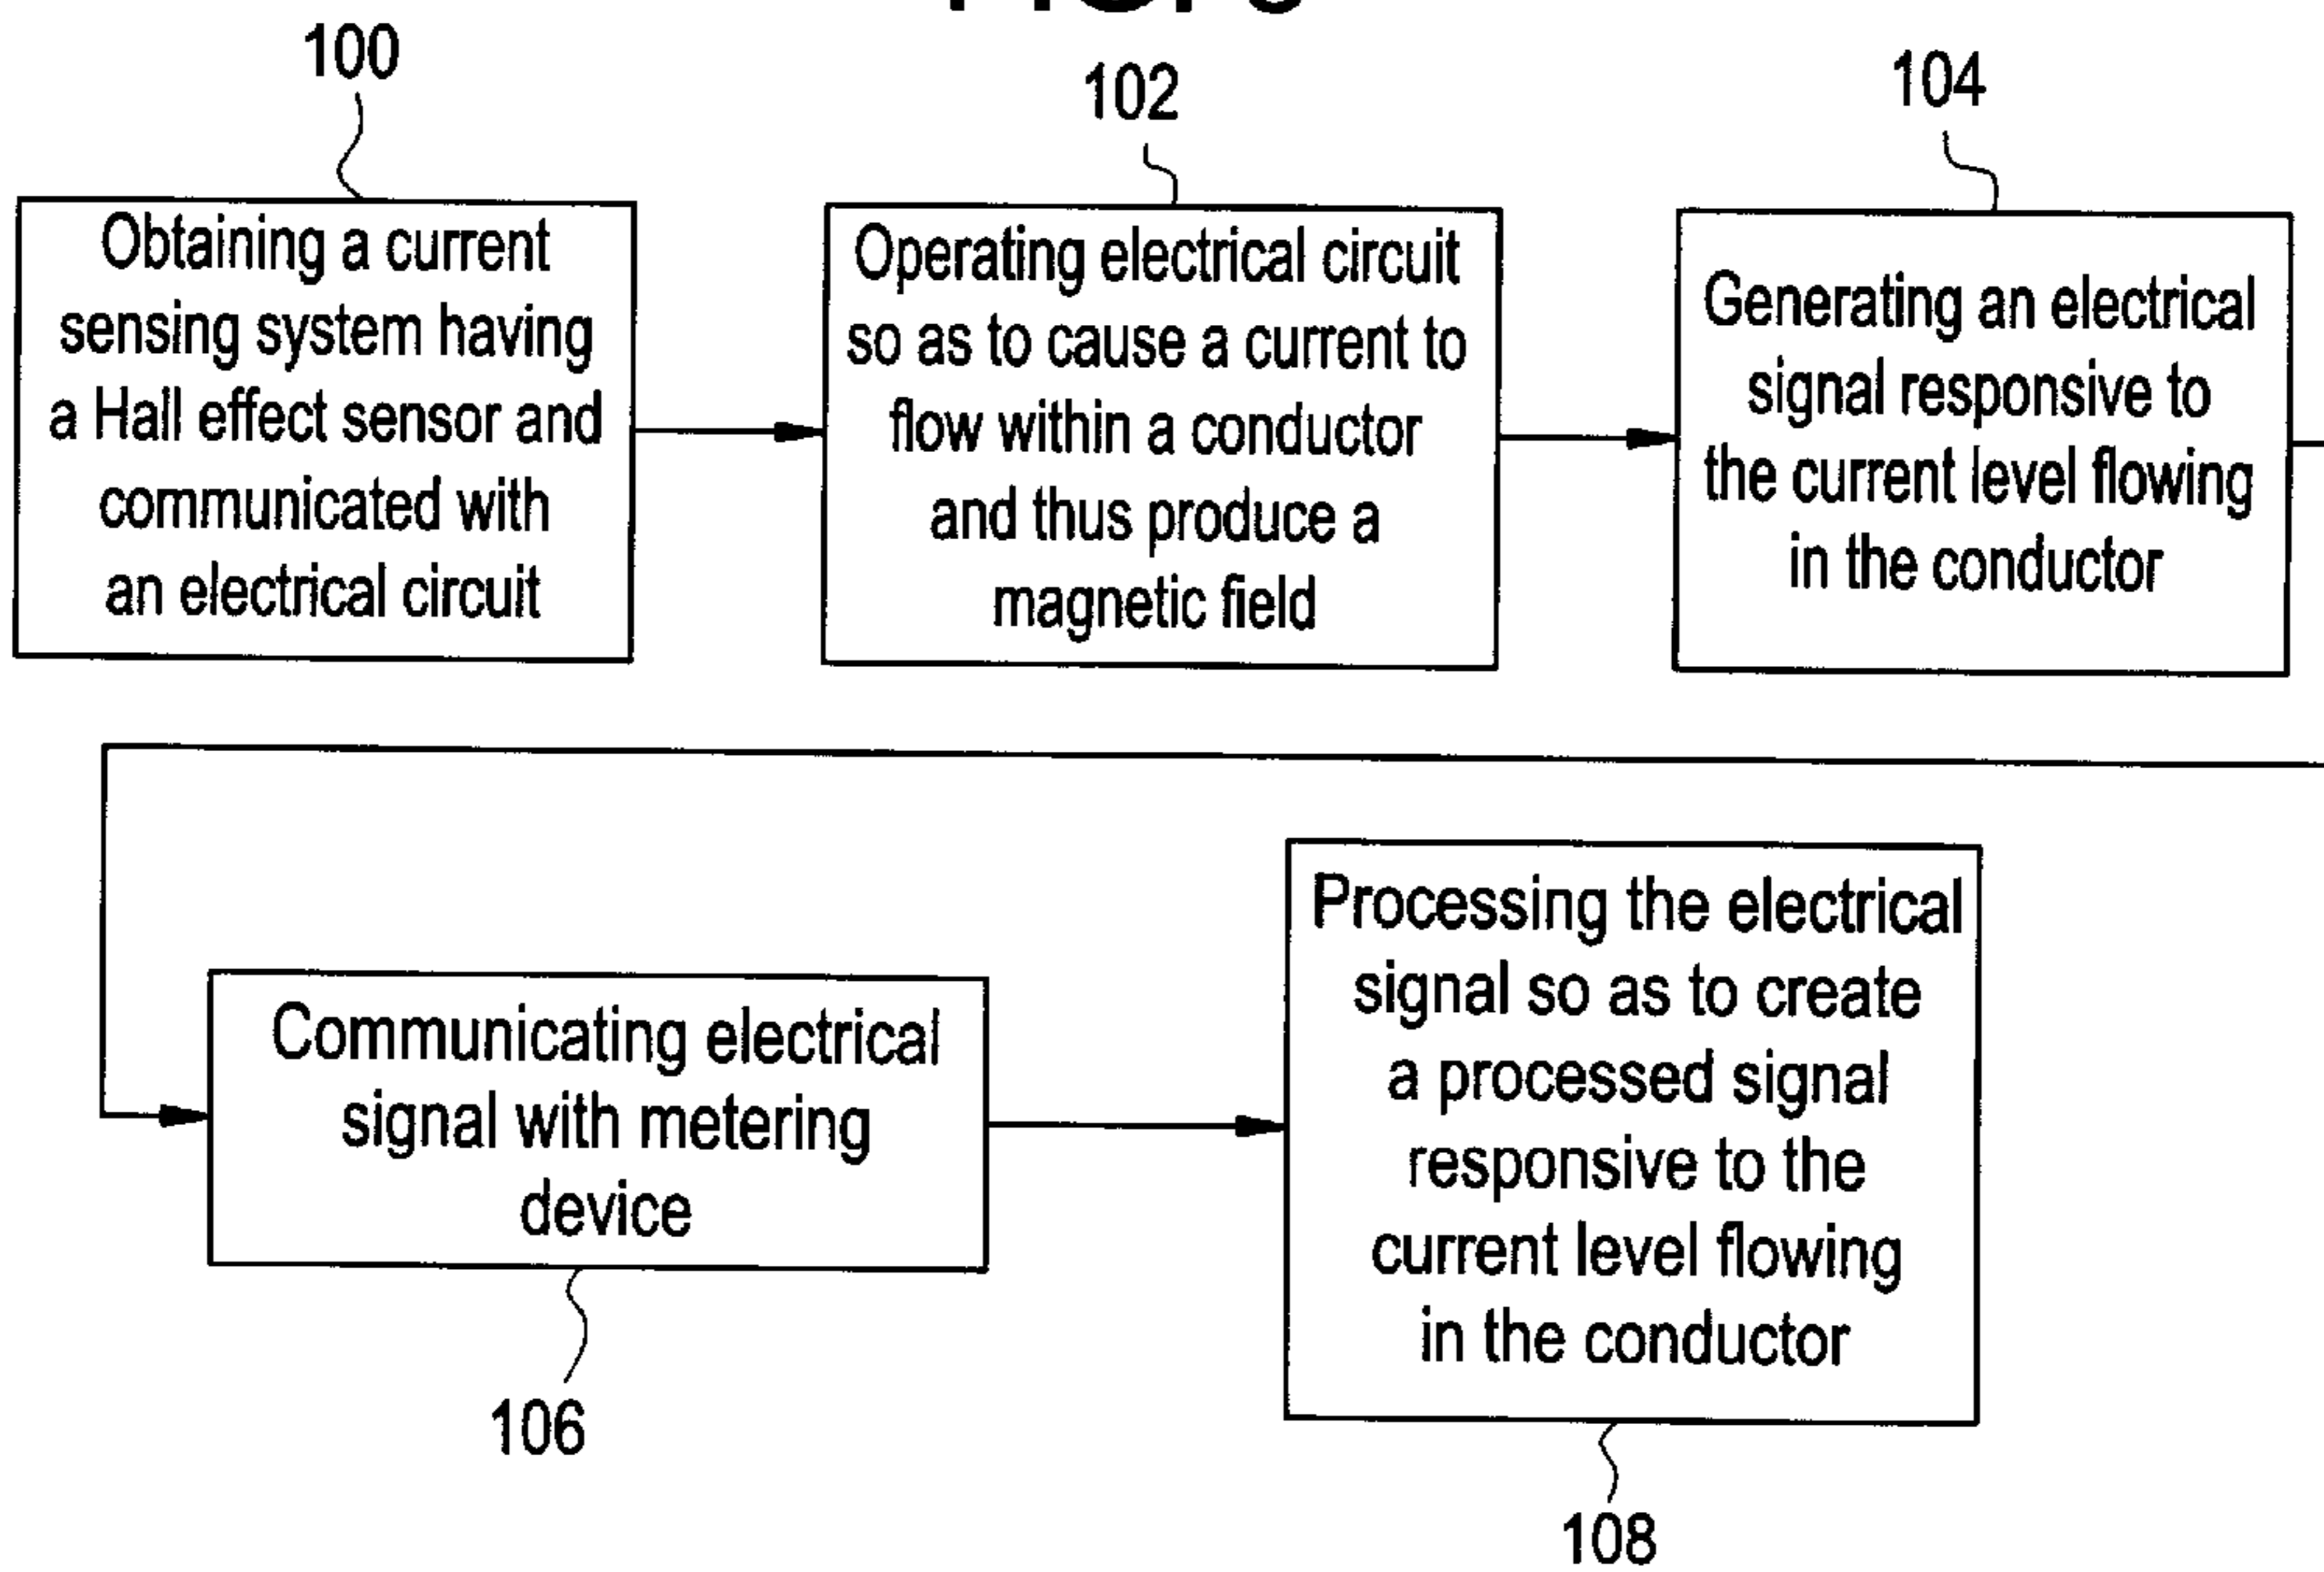 100
102
104
Obtaining a current
sensing system having
a Hall effect sensor and
communicated with
an electrical circuit
Operating electrical circuit
so as to cause a current to
flow within a conductor
and thus produce a
magnetic field
Generating an electrical
signal responsive to
the current level flowing
in the conductor
Communicating electrical
signal with metering
device
106
Processing the electrical
signal so as to create
a processed signal
responsive to the
current level flowing
in the conductor
108